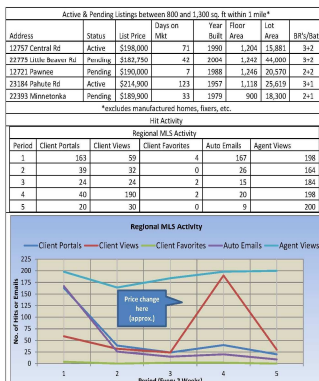 Active & Pending Listings between 800 and 1,300 sq. ft within 1 mile*
Address Status List Price Days on Mkt Year Built Floor Area Lot Area BR's/Bat
12757 Central Rd Active $198,000 71 1990 1,204 15,881 3+2
22775 Little Beaver Rd Pending $182,750 42 2004 1,242 44,000 3+2
12721 Pawnee Pending $190,000 7 1988 1,246 20,570 2+2
23184 Pahute Rd Active $214,900 123 1957 1,118 25,619 3+1
22393 Minnetonka Pending $189,900 33 1979 900 18,300 2+1
*excludes manufactured homes, fixers, etc.
Hit Activity
Regional MLS Activity
Period Client Portals Client Views Client Favorites Auto Emails Agent Views
1 163 59 4 167 198
2 39 32 0 26 164
3 24 24 2 15 184
4 40 190 2 20 198
5 20 30 0 9 200
Regional MLS Activity
Client Portals Client Views Client Favorites Auto Emails Agent Views
No. of Hits or Emails
225
200
175
150
125
100
75
50
25
0
Price change
here
(approx.)
1 2 3 4 5
Period (Every 2 Weeks)